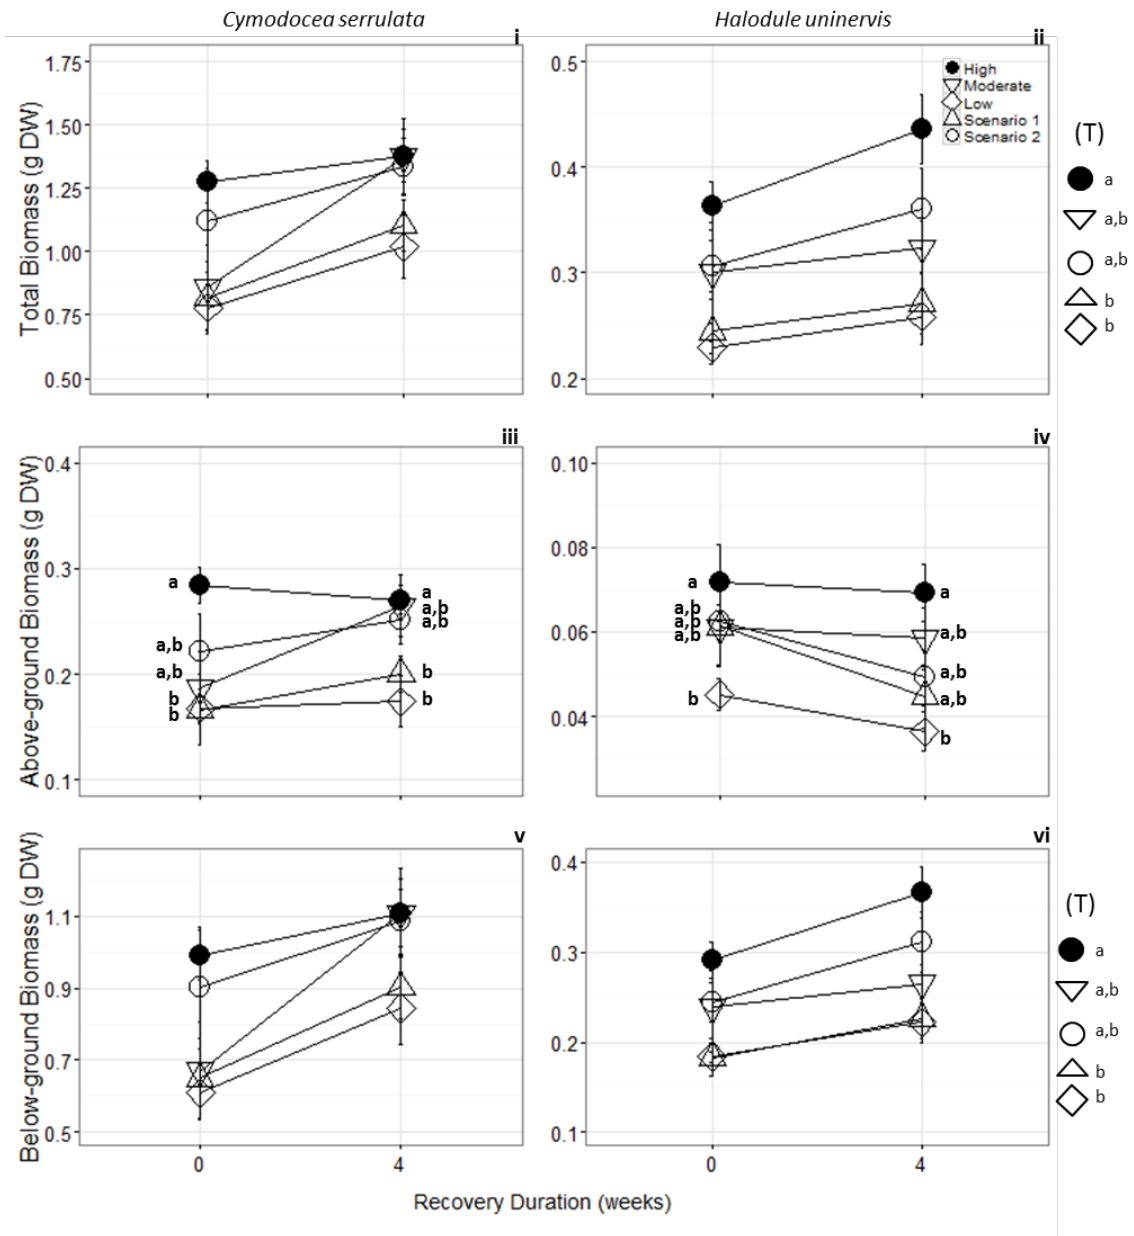 Cymodocea serrulata
Halodule uninervis
i
ii
Total Biomass (g DW)
1.75
1.50
1.25
1.00
0.75
0.50
0.5
0.4
0.3
0.2
High
Moderate
Low
Scenario 1
Scenario 2
(T)
a
a,b
a,b
b
b
iii
iv
Above-ground Biomass (g DW)
0.4
0.3
0.2
0.1
a
a,b
a,b
b
b
a
a,b
a,b
b
b
0.10
0.08
0.06
0.04
a
a,b
a,b
a,b
b
a
a,b
a,b
a,b
b
v
vi
Below-ground Biomass (g DW)
1.1
0.9
0.7
0.5
0.4
0.3
0.2
0.1
(T)
a
a,b
a,b
b
b
0
4
0
4
Recovery Duration (weeks)